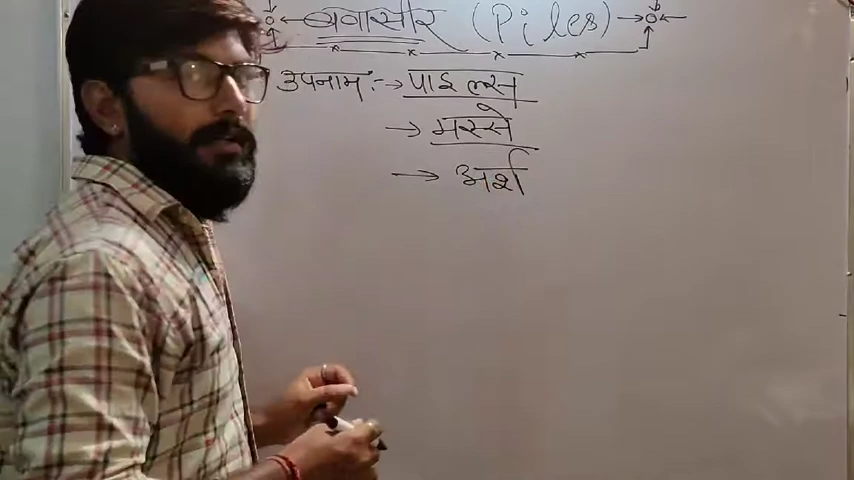 बवासीर (Piles)
उपनाम :- → पाइल्स
→ मस्से
→ अर्श